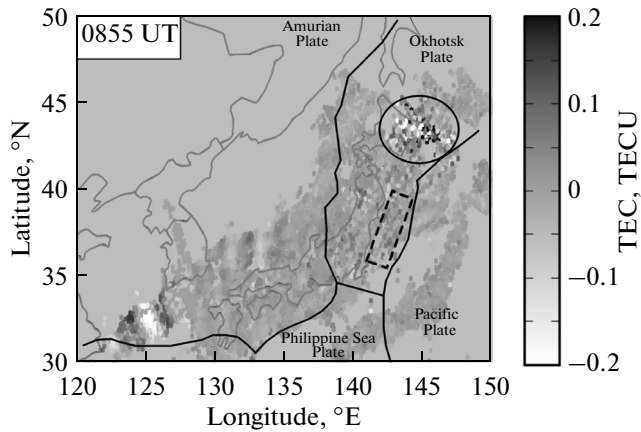 0855 UT
Amurian
Plate
Okhotsk
Plate
Philippine Sea
Plate
Pacific
Plate
50
45
40
35
30
Latitude, °N
120
125
130
135
140
145
150
Longitude, °E
0.2
0.1
0
−0.1
−0.2
TEC, TECU